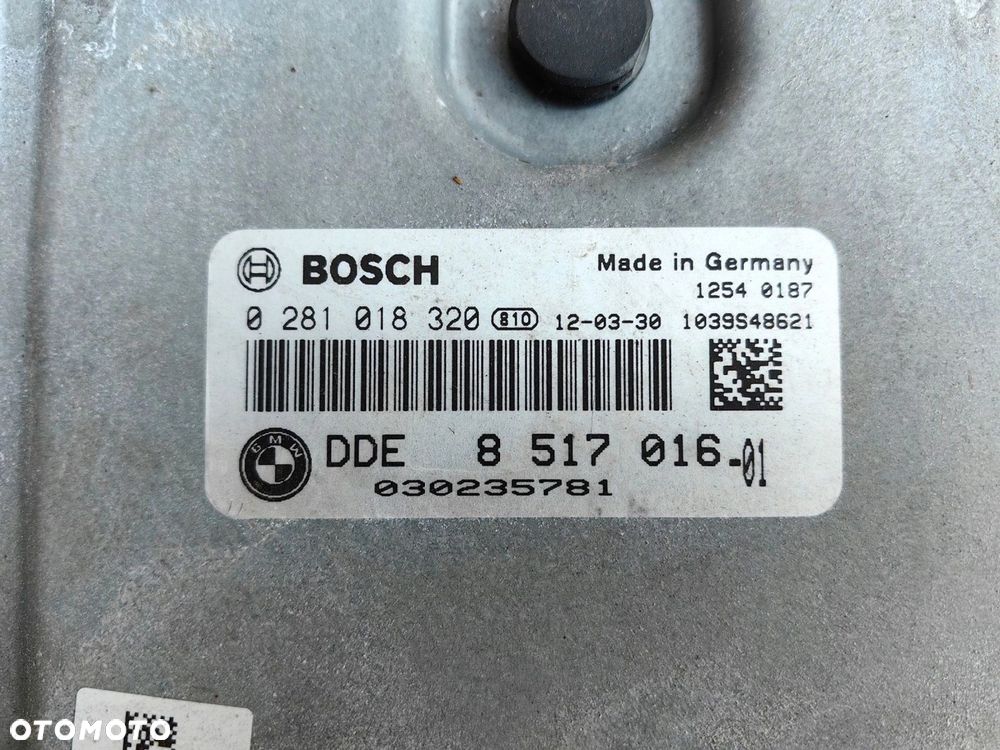 BOSCH
Made in Germany
1254 0187
0 281 018 320 810 12-03-30 1039S48621
BMW
DDE 8 517 016-01
030235781
OTOMOTO